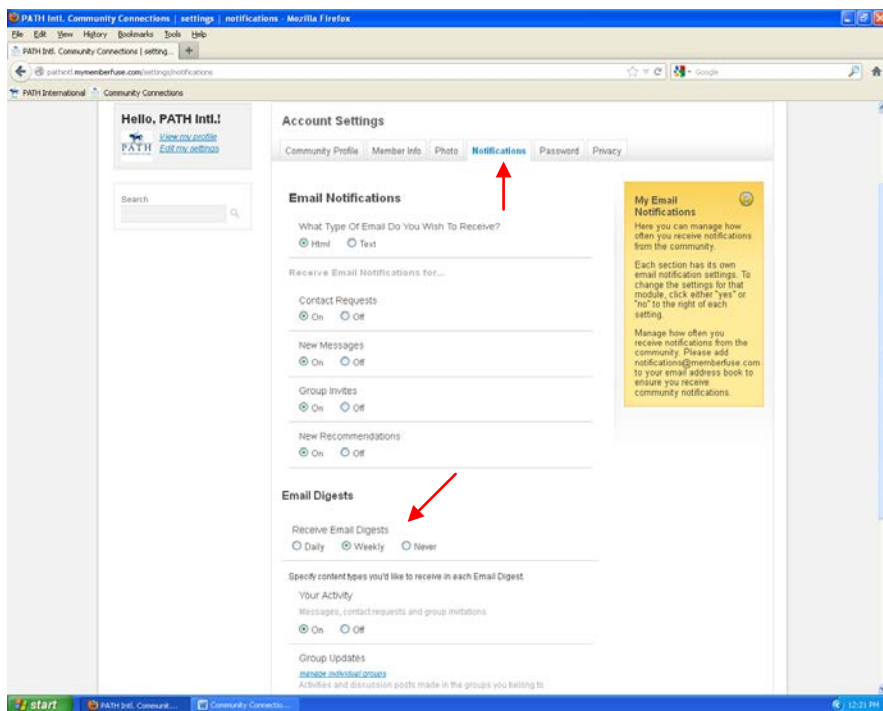 PATH Intl. Community Connections | settings | notifications - Mozilla Firefox
File Edit View History Bookmarks Tools Help
PATH Intl. Community Connections | setting...
pathintl.mymemberfuse.com/settings/notifications
Google
PATH International Community Connections
Hello, PATH Intl.!
View my profile
Edit my settings
PATH
Search
Account Settings
Community Profile Member Info Photo Notifications Password Privacy
Email Notifications
What Type Of Email Do You Wish To Receive?
Html Text
Receive Email Notifications for...
Contact Requests
On Off
New Messages
On Off
Group Invites
On Off
New Recommendations
On Off
Email Digests
Receive Email Digests
Daily Weekly Never
Specify content types you'd like to receive in each Email Digest.
Your Activity
Messages, contact requests and group invitations.
On Off
Group Updates
manage individual groups
Activities and discussion posts made in the groups you belong to.
My Email
Notifications
Here you can manage how
often you receive notifications
from the community.
Each section has its own
email notification settings. To
change the settings for that
module, click either "yes" or
"no" to the right of each
setting.
Manage how often you
receive notifications from the
community. Please add
notifications@memberfuse.com
to your email address book to
ensure you receive
community notifications.
start
PATH Intl. Communit...
Community Connectio...
12:21 PM